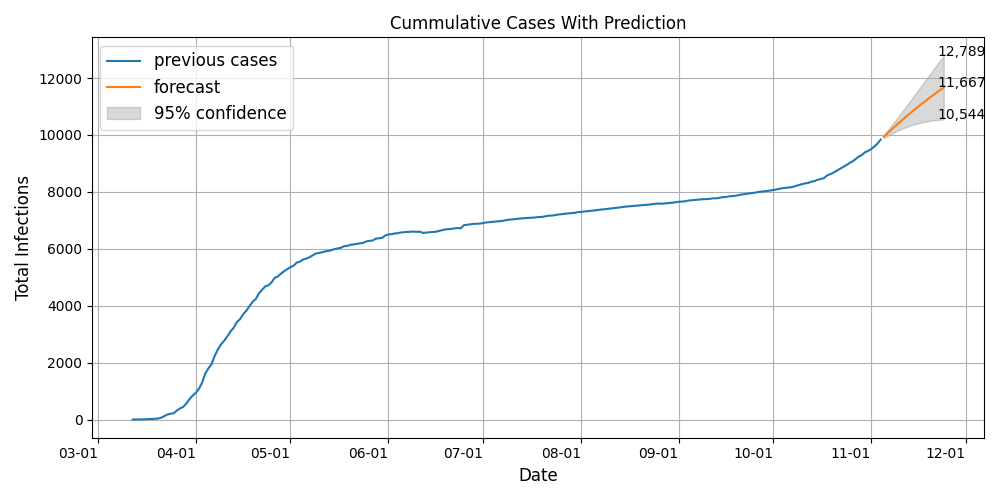 Cummulative Cases With Prediction
previous cases
forecast
95% confidence
12,789
11,667
10,544
Total Infections
12000
10000
8000
6000
4000
2000
0
03-01 04-01 05-01 06-01 07-01 08-01 09-01 10-01 11-01 12-01
Date